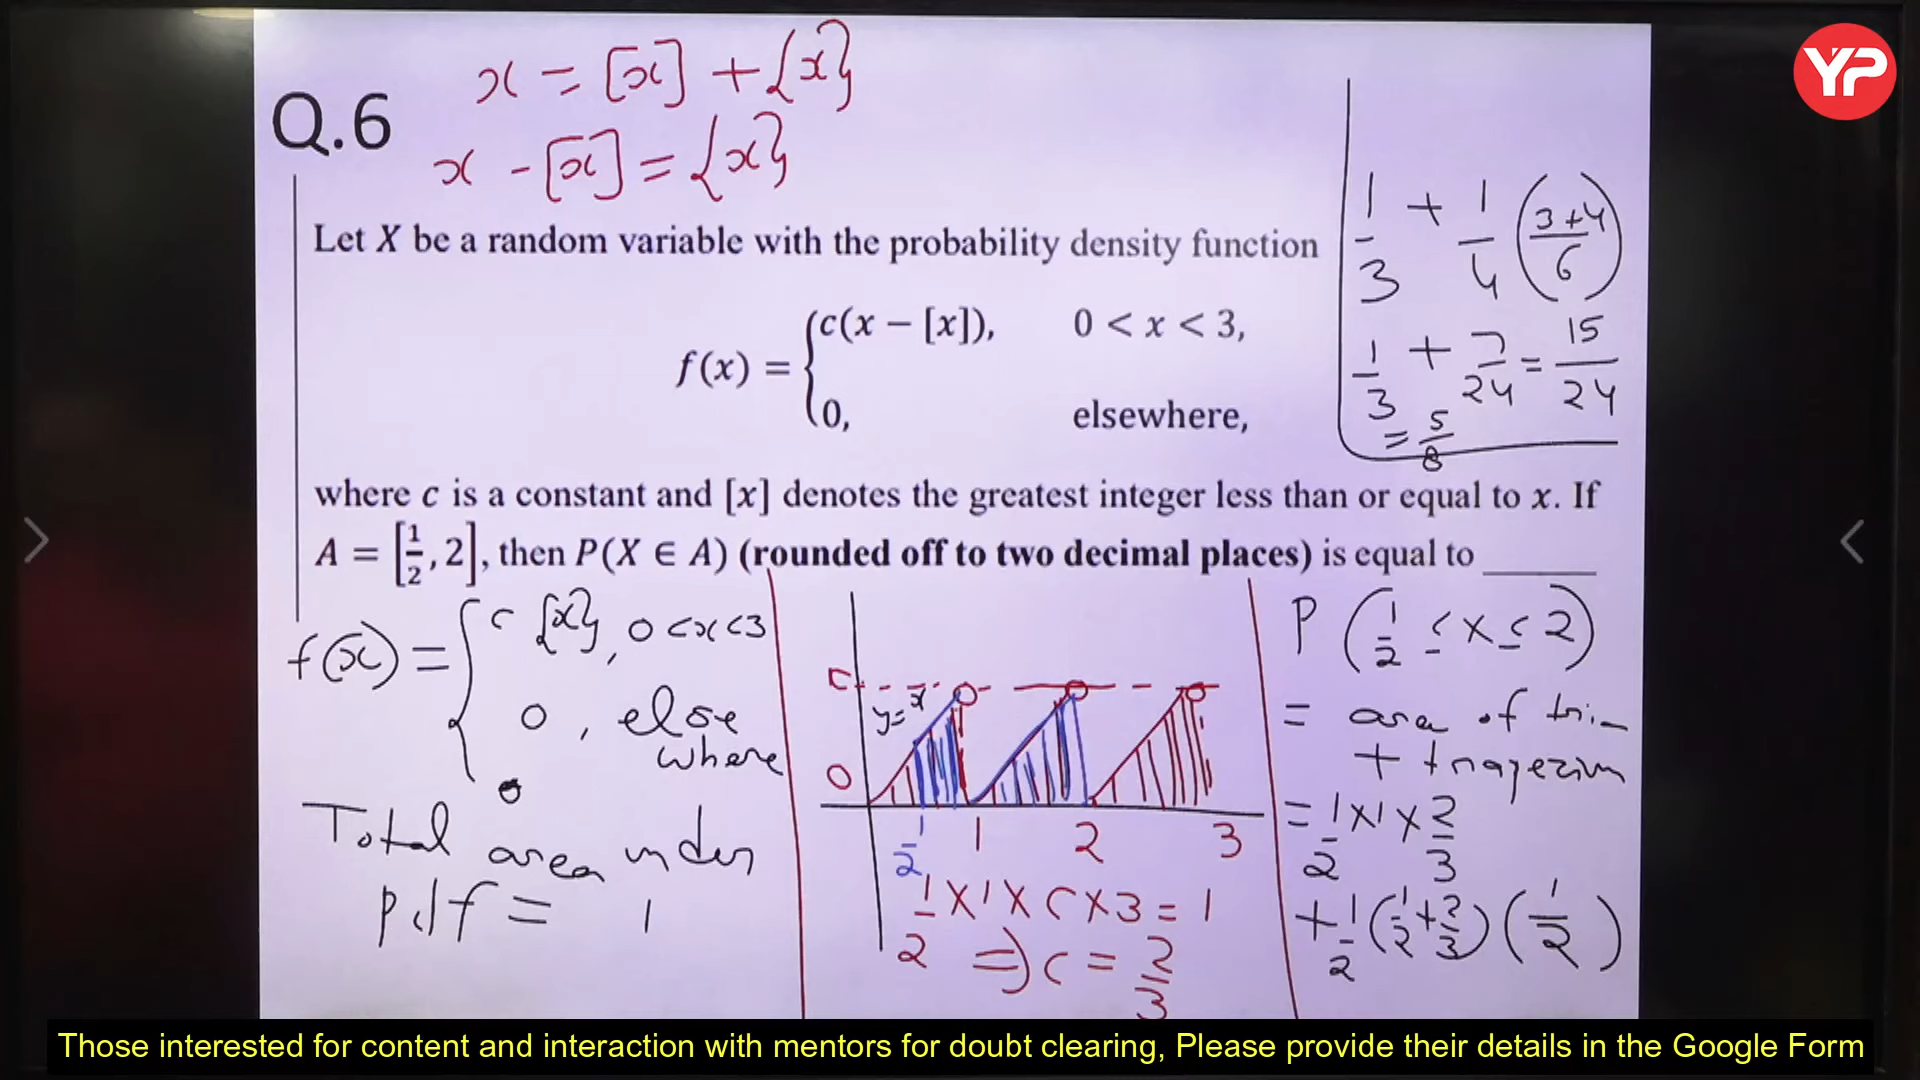 YP
x = [x] + {x}
Q.6
x - [x] = {x}
Let X be a random variable with the probability density function
f(x) = { c(x − [x]), 0 < x < 3,
0, elsewhere,
where c is a constant and [x] denotes the greatest integer less than or equal to x. If
A = [1/2, 2], then P(X ∈ A) (rounded off to two decimal places) is equal to ______
1/3 + 1/4 (3+4/6)
1/3 + 7/24 = 15/24
= 5/8
f(x) = { c {x}, 0<x<3
0, else
where
Total area under
pdf = 1
C
y=x
0
1/2 1 2 3
1/2 x 1 x C x 3 = 1
=> C = 2/3
P (1/2 ≤ x ≤ 2)
= area of tri
+ trapezium
= 1/2 x 1 x 2/3
+ 1/2 (1/2 + 2/3) (1/2)
Those interested for content and interaction with mentors for doubt clearing, Please provide their details in the Google Form